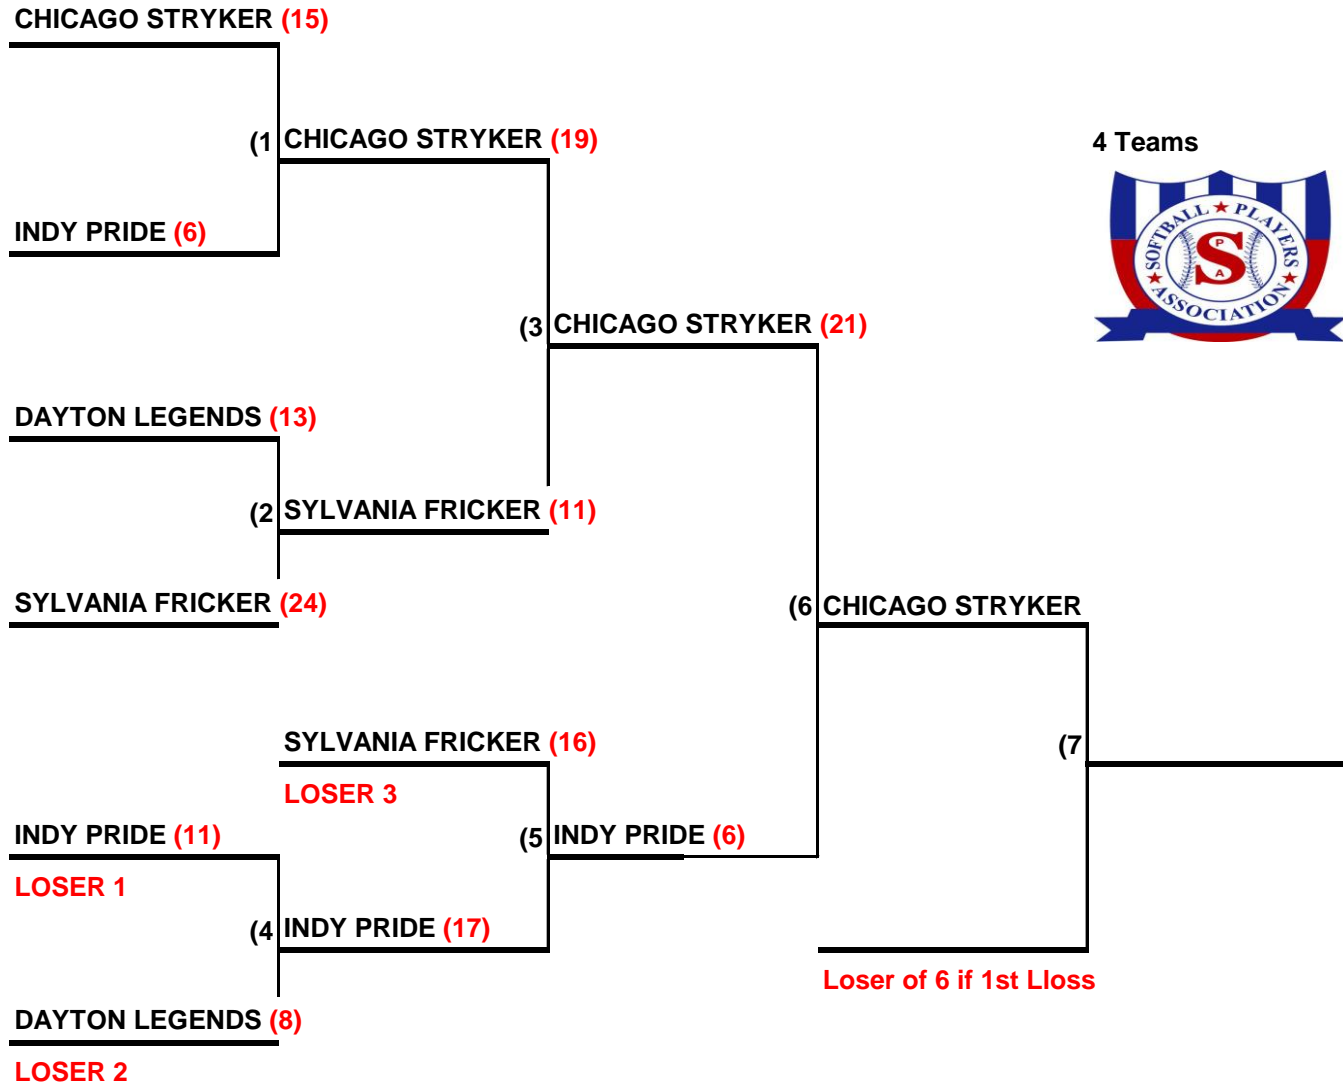 CHICAGO STRYKER (15)
(1 CHICAGO STRYKER (19)
4 Teams
INDY PRIDE (6)
SOFTBALL ★ PLAYERS ★ ASSOCIATION ★
P
S
A
(3 CHICAGO STRYKER (21)
DAYTON LEGENDS (13)
(2 SYLVANIA FRICKER (11)
SYLVANIA FRICKER (24)
(6 CHICAGO STRYKER
SYLVANIA FRICKER (16)
(7
LOSER 3
INDY PRIDE (11)
(5 INDY PRIDE (6)
LOSER 1
(4 INDY PRIDE (17)
Loser of 6 if 1st Lloss
DAYTON LEGENDS (8)
LOSER 2